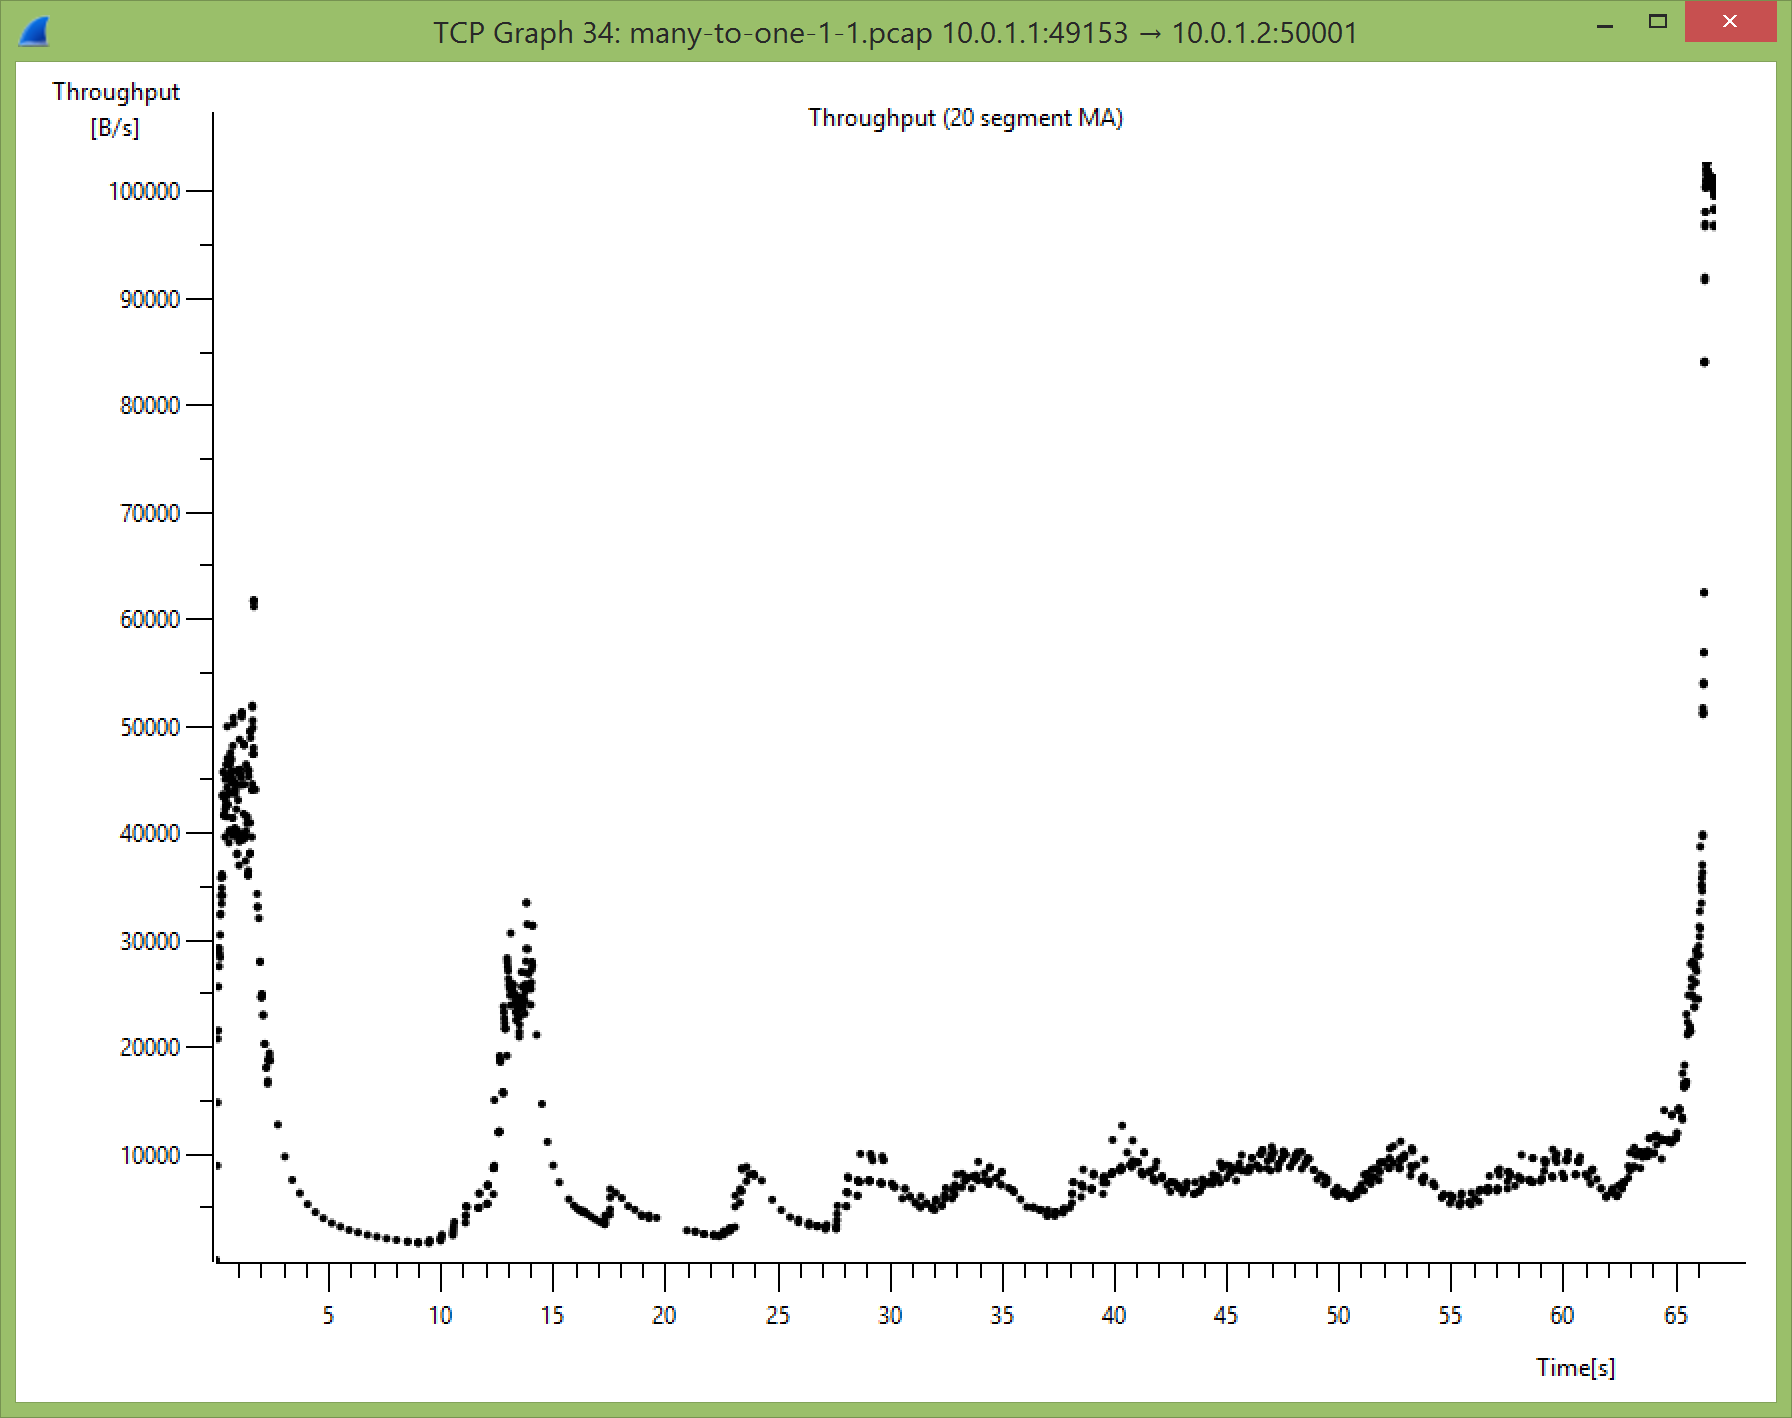 TCP Graph 34: many-to-one-1-1.pcap 10.0.1.1:49153 → 10.0.1.2:50001
Throughput
[B/s]
Throughput (20 segment MA)
100000
90000
80000
70000
60000
50000
40000
30000
20000
10000
5 10 15 20 25 30 35 40 45 50 55 60 65
Time[s]